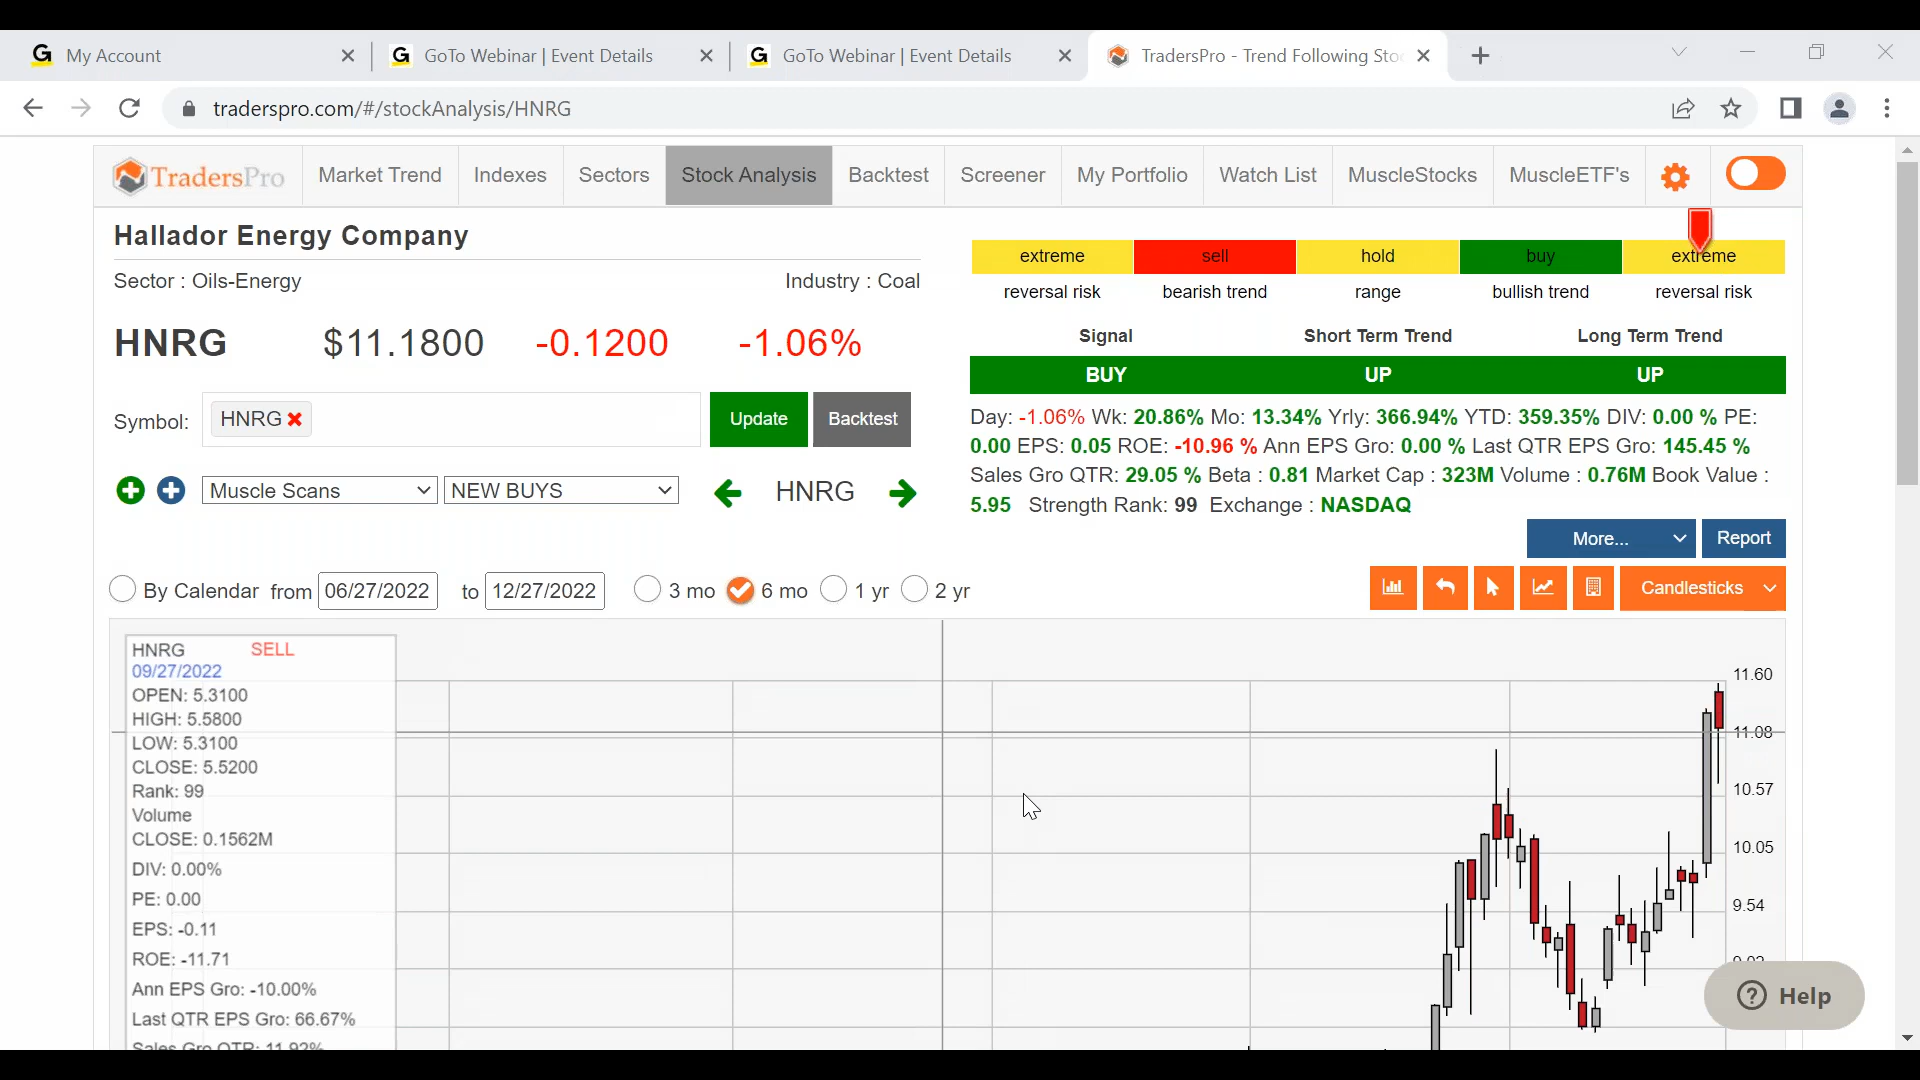 My Account
GoTo Webinar | Event Details
GoTo Webinar | Event Details
TradersPro - Trend Following Sto
traderspro.com/#/stockAnalysis/HNRG
TradersPro
Market Trend
Indexes
Sectors
Stock Analysis
Backtest
Screener
My Portfolio
Watch List
MuscleStocks
MuscleETF's
Hallador Energy Company
Sector : Oils-Energy
Industry : Coal
HNRG $11.1800 -0.1200 -1.06%
Symbol: HNRG
Update
Backtest
Muscle Scans
NEW BUYS
HNRG
extreme sell hold buy extreme
reversal risk bearish trend range bullish trend reversal risk
Signal Short Term Trend Long Term Trend
BUY UP UP
Day: -1.06% Wk: 20.86% Mo: 13.34% Yrly: 366.94% YTD: 359.35% DIV: 0.00 % PE:
0.00 EPS: 0.05 ROE: -10.96 % Ann EPS Gro: 0.00 % Last QTR EPS Gro: 145.45 %
Sales Gro QTR: 29.05 % Beta : 0.81 Market Cap : 323M Volume : 0.76M Book Value :
5.95 Strength Rank: 99 Exchange : NASDAQ
More...
Report
By Calendar from 06/27/2022 to 12/27/2022 3 mo 6 mo 1 yr 2 yr
Candlesticks
HNRG SELL
09/27/2022
OPEN: 5.3100
HIGH: 5.5800
LOW: 5.3100
CLOSE: 5.5200
Rank: 99
Volume
CLOSE: 0.1562M
DIV: 0.00%
PE: 0.00
EPS: -0.11
ROE: -11.71
Ann EPS Gro: -10.00%
Last QTR EPS Gro: 66.67%
Sales Gro QTR: 11.92%
11.60
11.08
10.57
10.05
9.54
Help